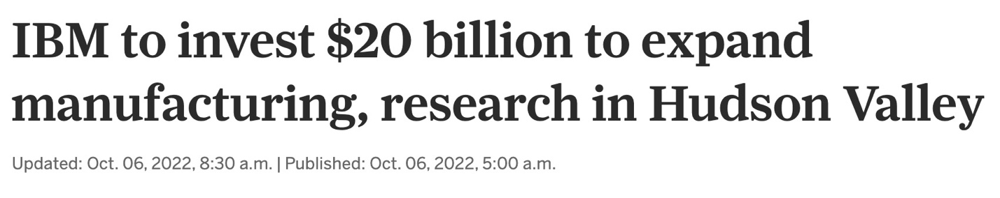 IBM to invest $20 billion to expand
manufacturing, research in Hudson Valley
Updated: Oct. 06, 2022, 8:30 a.m. | Published: Oct. 06, 2022, 5:00 a.m.